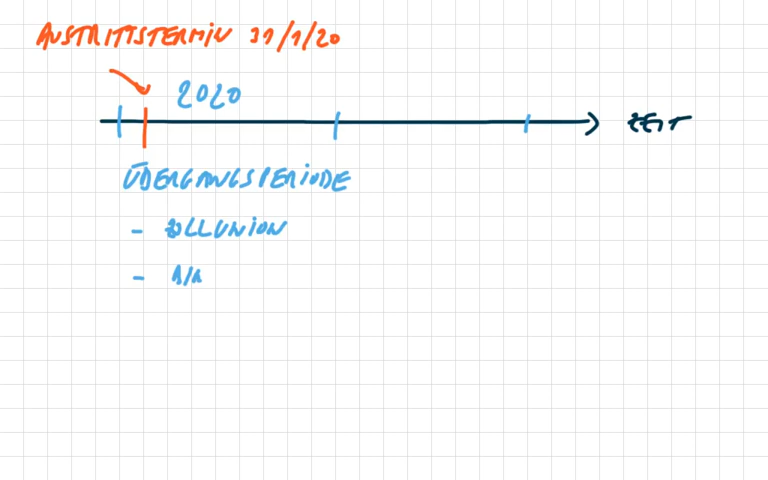 AUSTRITTSTERMIN 31/1/20
2020
ZEIT
ÜBERGANGSPERIODE
- ZOLLUNION
-